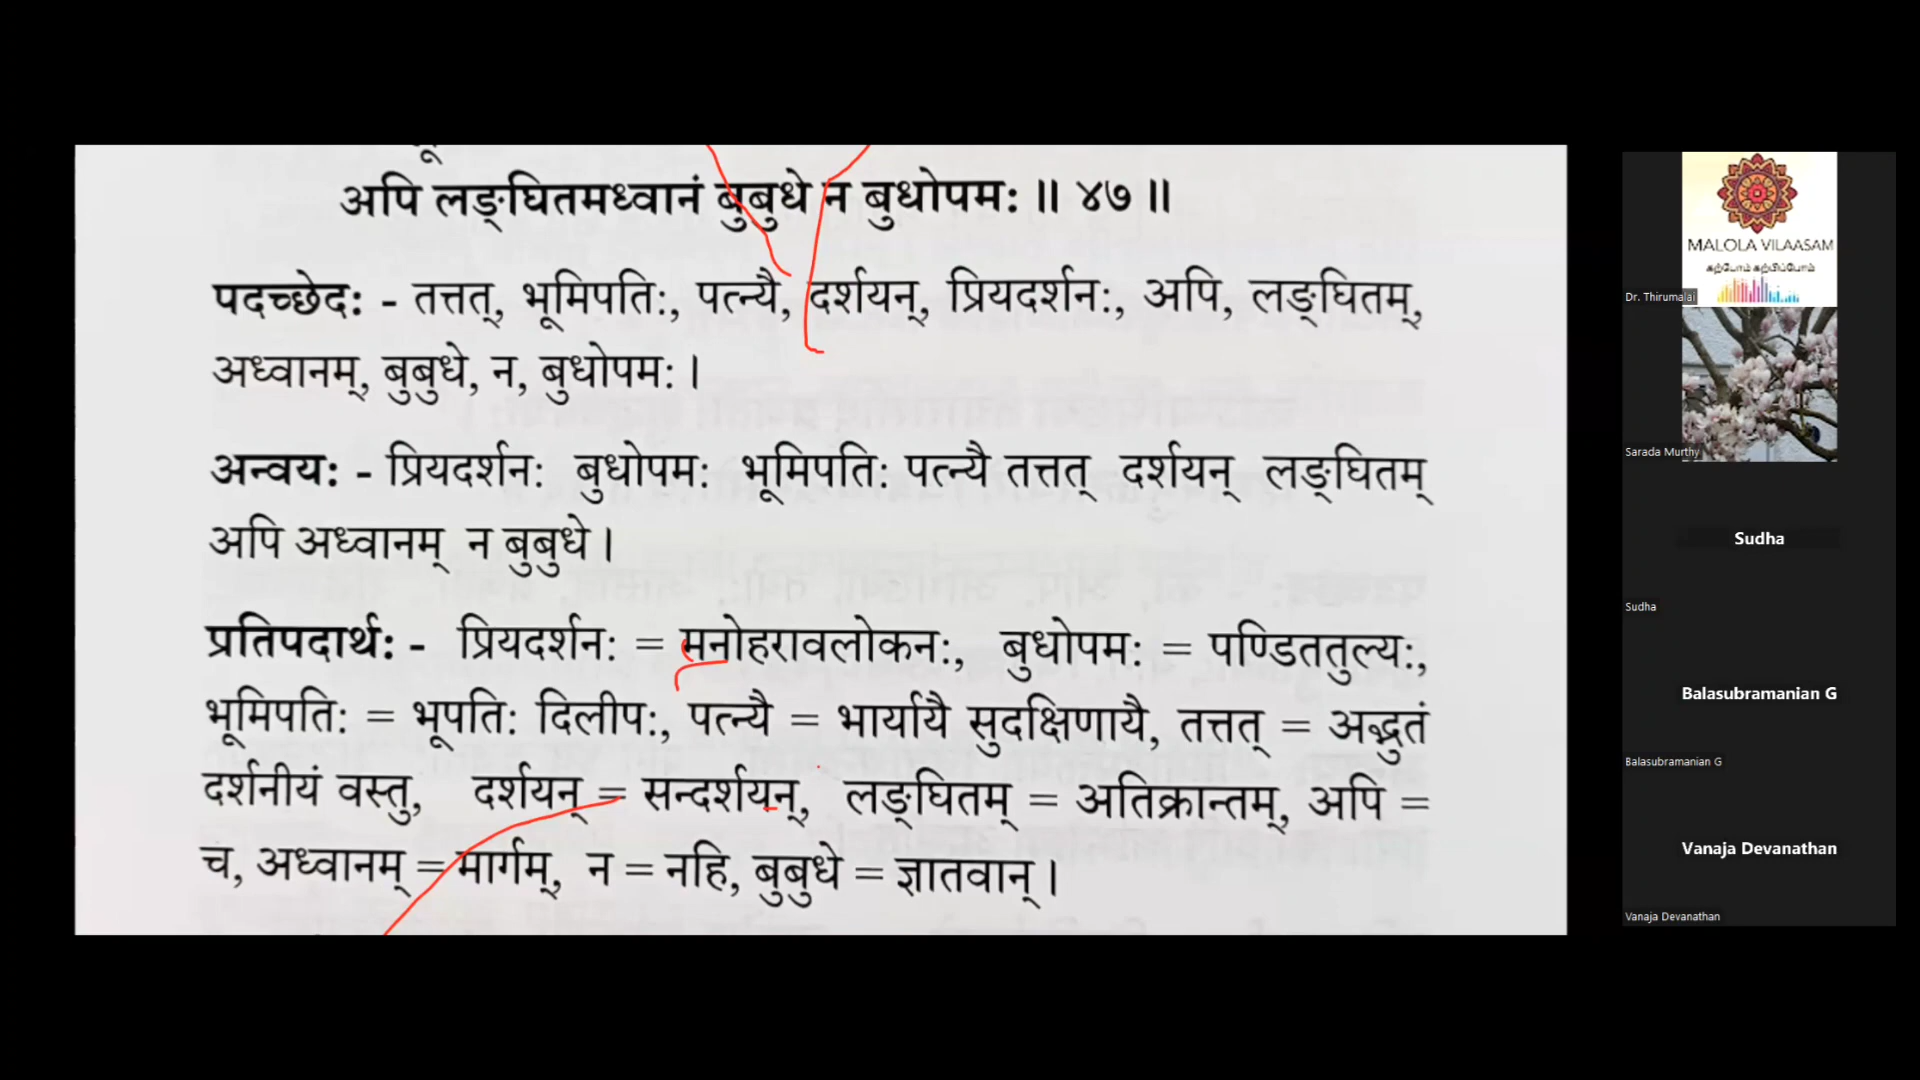 अपि लङ्घितमध्वानं बुबुधे न बुधोपमः ॥ ४७ ॥
पदच्छेदः - तत्तत्, भूमिपतिः, पत्न्यै, दर्शयन्, प्रियदर्शनः, अपि, लङ्घितम्,
अध्वानम्, बुबुधे, न, बुधोपमः ।
अन्वयः - प्रियदर्शनः बुधोपमः भूमिपतिः पत्न्यै तत्तत् दर्शयन् लङ्घितम्
अपि अध्वानम् न बुबुधे ।
प्रतिपदार्थः - प्रियदर्शनः = मनोहरावलोकनः, बुधोपमः = पण्डिततुल्यः,
भूमिपतिः = भूपतिः दिलीपः, पत्न्यै = भार्यायै सुदक्षिणायै, तत्तत् = अद्भुतं
दर्शनीयं वस्तु, दर्शयन् = सन्दर्शयन्, लङ्घितम् = अतिक्रान्तम्, अपि =
च, अध्वानम् = मार्गम्, न = नहि, बुबुधे = ज्ञातवान् ।
MALOLA VILAASAM
கற்போம் கற்பிப்போம்
Dr. Thirumalai
Sarada Murthy
Sudha
Sudha
Balasubramanian G
Balasubramanian G
Vanaja Devanathan
Vanaja Devanathan